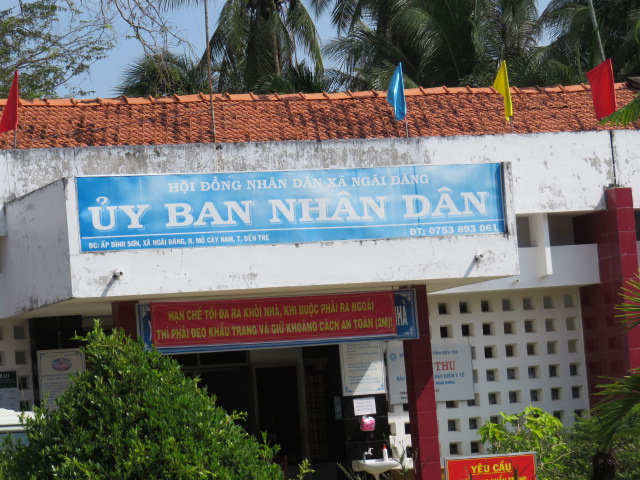 HỘI ĐỒNG NHÂN DÂN XÃ NGÃI ĐĂNG
ỦY BAN NHÂN DÂN
ĐC: ẤP BÌNH SƠN, XÃ NGÃI ĐĂNG, H. MỎ CÀY NAM, T. BẾN TRE
ĐT: 0753 893 061
HẠN CHẾ TỐI ĐA RA KHỎI NHÀ, KHI BUỘC PHẢI RA NGOÀI
THÌ PHẢI ĐEO KHẨU TRANG VÀ GIỮ KHOẢNG CÁCH AN TOÀN (2M)!
THU
YÊU CẦU